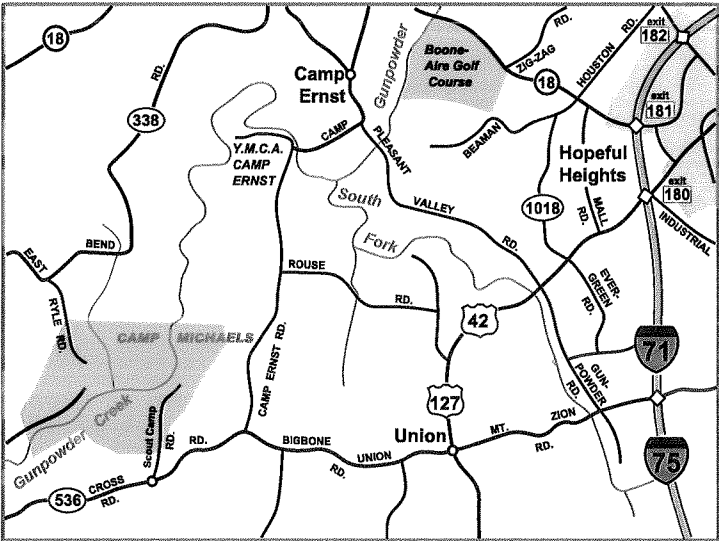 18
RD.
338
Camp
Ernst
Gunpowder
Boone-
Aire Golf
Course
ZIG-ZAG
RD.
18
HOUSTON
RD.
exit
182
exit
181
exit
180
INDUSTRIAL
Y.M.C.A.
CAMP
ERNST
CAMP
PLEASANT
BEAMAN
Hopeful
Heights
South
Fork
VALLEY
RD.
1018
MALL
RD.
EVER-
GREEN
RD.
EAST
BEND
RYLE
RD.
ROUSE
RD.
42
71
CAMP MICHAELS
CAMP ERNST RD.
GUN-
POWDER
RD.
127
Gunpowder Creek
Scout Camp
RD.
RD.
BIGBONE
UNION
RD.
Union
MT.
ZION
RD.
75
536
CROSS
RD.